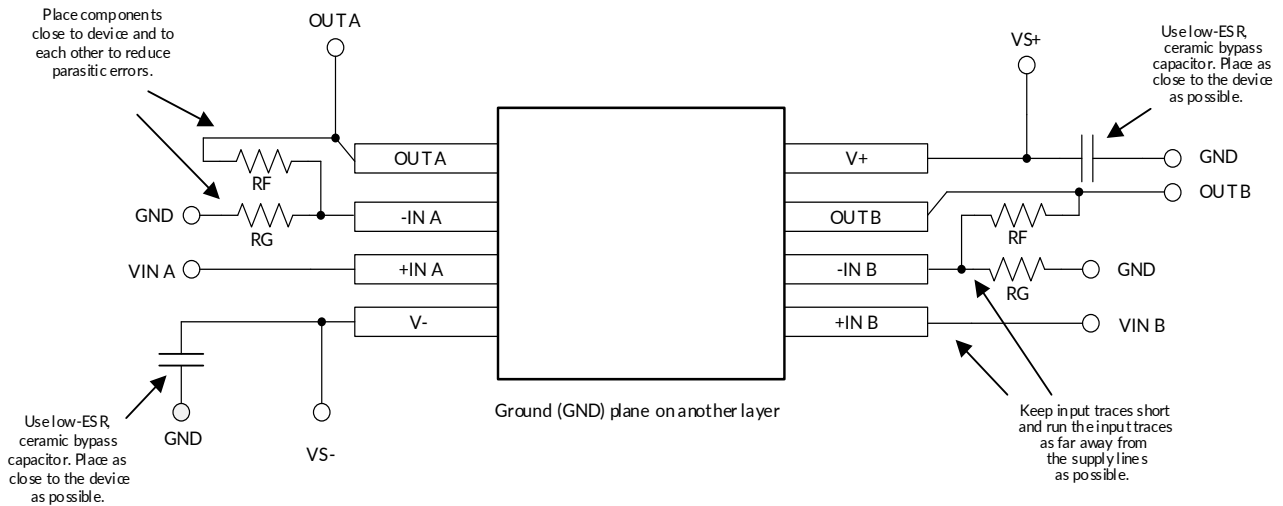 Place components
close to device and to
each other to reduce
parasitic errors.
OUT A
VS+
Use low-ESR,
ceramic bypass
capacitor. Place as
close to the device
as possible.
OUT A
V+
GND
RF
OUT B
GND
-IN A
OUT B
RG
RF
VIN A
+IN A
-IN B
GND
RG
V-
+IN B
VIN B
Ground (GND) plane on another layer
GND
VS-
Use low-ESR,
ceramic bypass
capacitor. Place as
close to the device
as possible.
Keep input traces short
and run the input traces
as far away from
the supply lines
as possible.